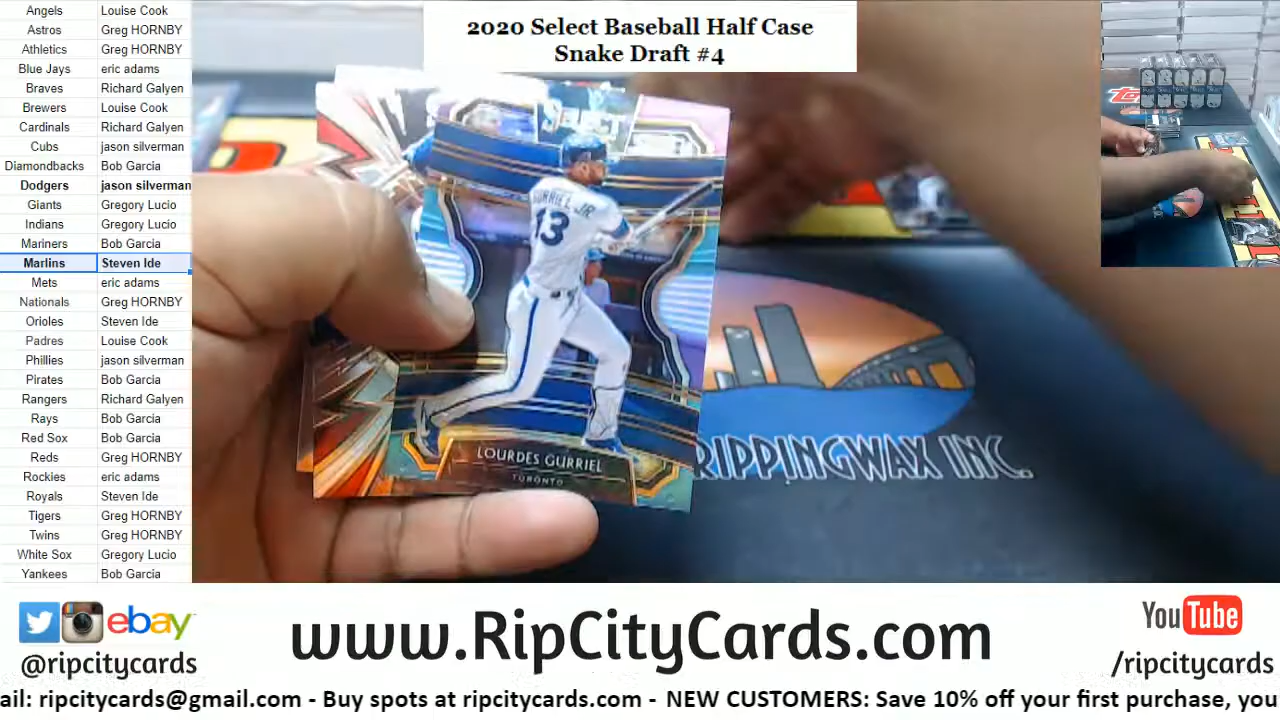 2020 Select Baseball Half Case
Snake Draft #4
Angels Louise Cook
Astros Greg HORNBY
Athletics Greg HORNBY
Blue Jays eric adams
Braves Richard Galyen
Brewers Louise Cook
Cardinals Richard Galyen
Cubs jason silverman
Diamondbacks Bob Garcia
Dodgers jason silverman
Giants Gregory Lucio
Indians Gregory Lucio
Mariners Bob Garcia
Marlins Steven Ide
Mets eric adams
Nationals Greg HORNBY
Orioles Steven Ide
Padres Louise Cook
Phillies jason silverman
Pirates Bob Garcia
Rangers Richard Galyen
Rays Bob Garcia
Red Sox Bob Garcia
Reds Greg HORNBY
Rockies eric adams
Royals Steven Ide
Tigers Greg HORNBY
Twins Greg HORNBY
White Sox Gregory Lucio
Yankees Bob Garcia
SELECT
GURRIEL JR.
13
LOURDES GURRIEL
TORONTO
RIPPINGWAX INC.
ebay
@ripcitycards
www.RipCityCards.com
YouTube
/ripcitycards
ail: ripcitycards@gmail.com - Buy spots at ripcitycards.com - NEW CUSTOMERS: Save 10% off your first purchase, you